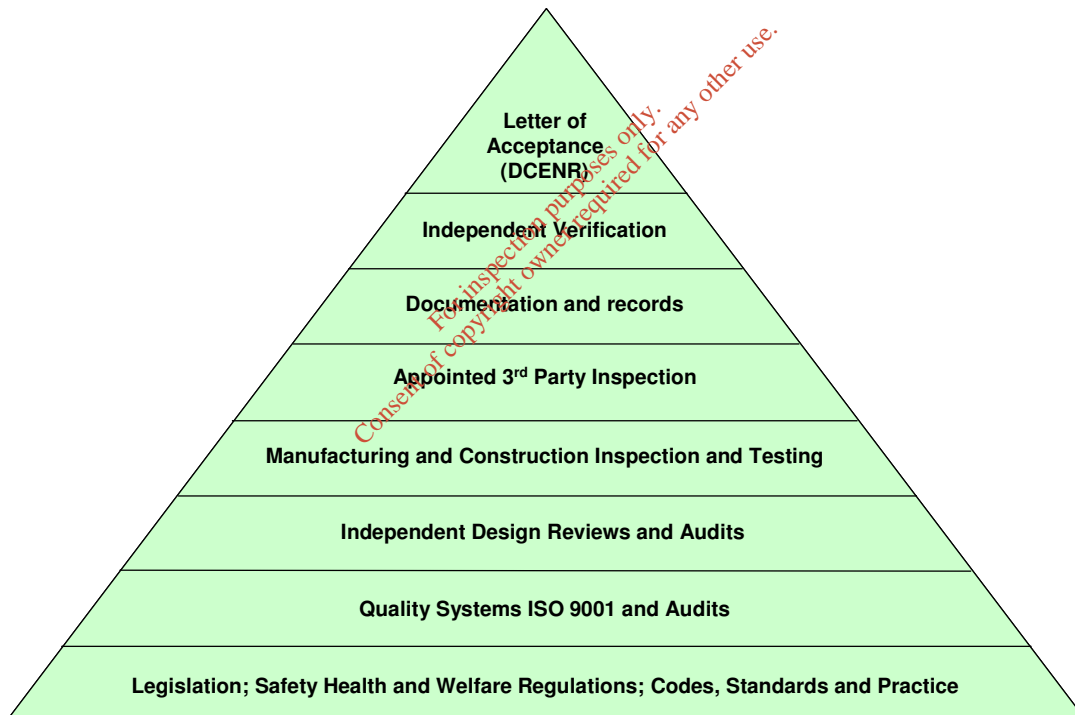 Letter of
Acceptance
(DCENR)
Independent Verification
Documentation and records
Appointed 3rd Party Inspection
Manufacturing and Construction Inspection and Testing
Independent Design Reviews and Audits
Quality Systems ISO 9001 and Audits
Legislation; Safety Health and Welfare Regulations; Codes, Standards and Practice
For inspection purposes only.
Consent of copyright owner required for any other use.